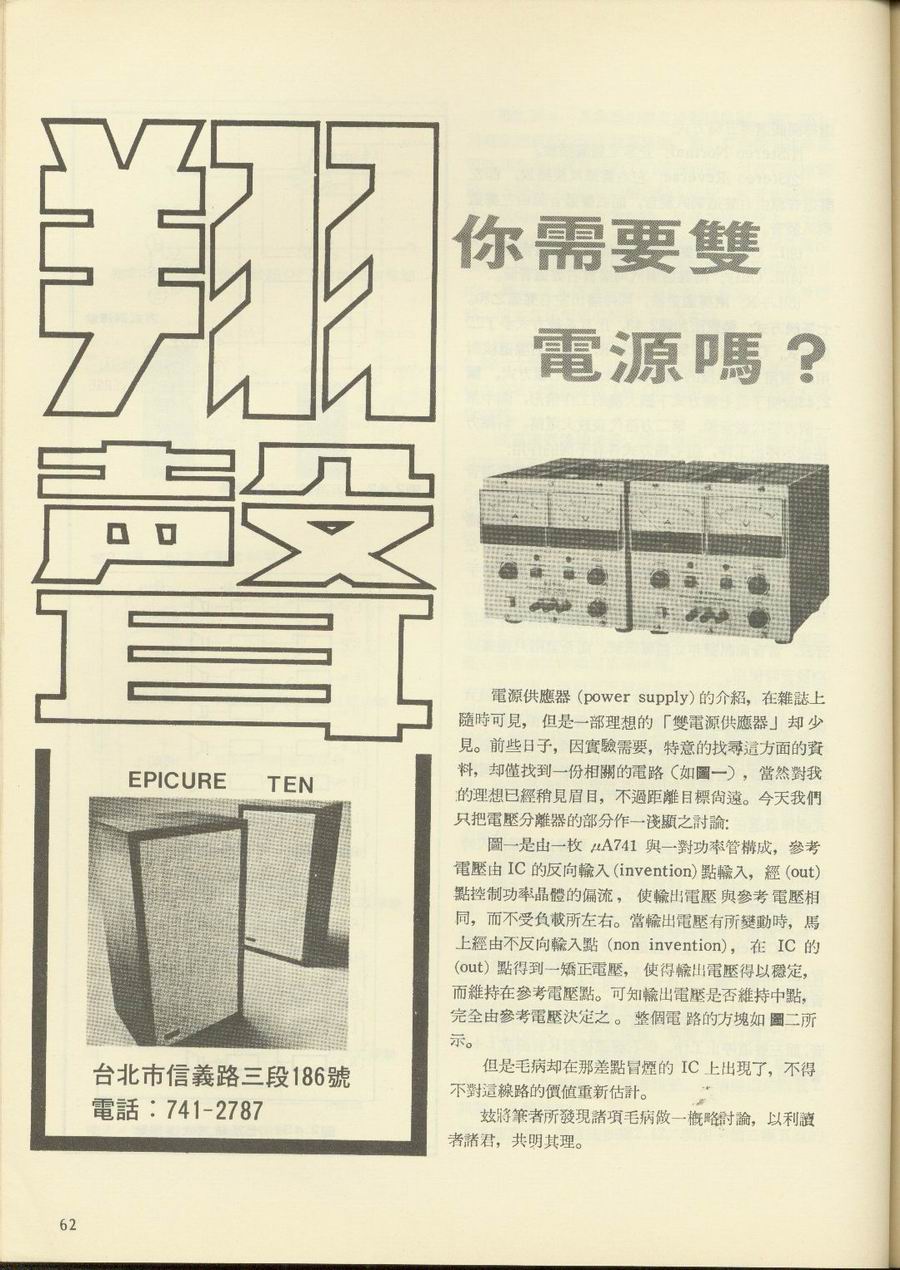 翔
聲
EPICURE TEN
台北市信義路三段186號
電話：741-2787
你需要雙
電源嗎？
電源供應器 (power supply) 的介紹，在雜誌上
隨時可見，但是一部理想的「雙電源供應器」却少
見。前些日子，因實驗需要，特意的找尋這方面的資
料，却僅找到一份相關的電路（如圖一），當然對我
的理想已經稍見眉目，不過距離目標尙遠。今天我們
只把電壓分離器的部分作一淺顯之討論：
圖一是由一枚 μA741 與一對功率管構成，參考
電壓由 IC 的反向輸入 (invention) 點輸入，經 (out)
點控制功率晶體的偏流，使輸出電壓與參考電壓相
同，而不受負載所左右。當輸出電壓有所變動時，馬
上經由不反向輸入點 (non invention)，在 IC 的
(out) 點得到一矯正電壓，使得輸出電壓得以穩定，
而維持在參考電壓點。可知輸出電壓是否維持中點，
完全由參考電壓決定之。整個電路的方塊如圖二所
示。
但是毛病却在那差點冒煙的 IC 上出現了，不得
不對這線路的價值重新估計。
玆將筆者所發現諸項毛病做一槪略討論，以利讀
者諸君，共明其理。
62